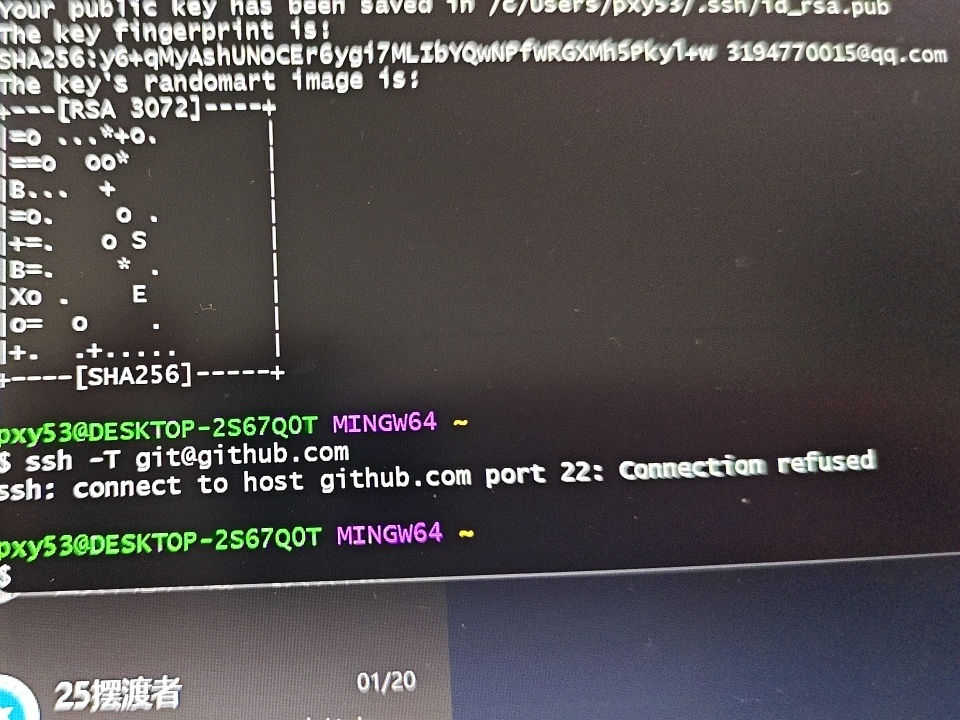 Your public key has been saved in /c/Users/pxy53/.ssh/id_rsa.pub
The key fingerprint is:
SHA256:y6+qMyAshUNOCEr6ygi7MLIbYQwNPfwRGXMh5Pkyl+w 3194770015@qq.com
The key's randomart image is:
+---[RSA 3072]----+
|=o ...*+o.       |
|==o  oo*         |
|B...  +          |
|=o.    o .       |
|+=.   o S        |
|B=.    * .       |
|Xo .    E        |
|o=  o    .       |
|+.  .+.....      |
+----[SHA256]-----+
pxy53@DESKTOP-2S67QOT MINGW64 ~
$ ssh -T git@github.com
ssh: connect to host github.com port 22: Connection refused
pxy53@DESKTOP-2S67QOT MINGW64 ~
$
25摆渡者 01/20